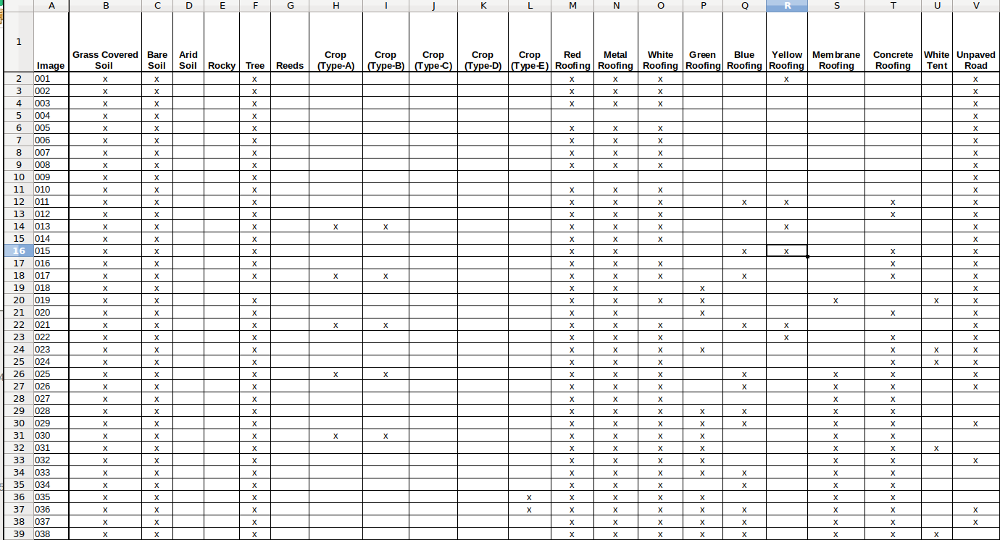 A B C D E F G H I J K L M N O P Q R S T U V
1 Image Grass Covered Soil Bare Soil Arid Soil Rocky Tree Reeds Crop (Type-A) Crop (Type-B) Crop (Type-C) Crop (Type-D) Crop (Type-E) Red Roofing Metal Roofing White Roofing Green Roofing Blue Roofing Yellow Roofing Membrane Roofing Concrete Roofing White Tent Unpaved Road
2 001 x x x x x x x x
3 002 x x x x x x x
4 003 x x x x x x x
5 004 x x x x
6 005 x x x x x x x
7 006 x x x x x x x
8 007 x x x x x x x
9 008 x x x x x x x
10 009 x x x x
11 010 x x x x x x x
12 011 x x x x x x x x x x
13 012 x x x x x x x x
14 013 x x x x x x x x x x
15 014 x x x x x x x
16 015 x x x x x x x x x
17 016 x x x x x x x x
18 017 x x x x x x x x x x x
19 018 x x x x x x
20 019 x x x x x x x x x x
21 020 x x x x x x x x
22 021 x x x x x x x x x x x
23 022 x x x x x x x x x
24 023 x x x x x x x x x x
25 024 x x x x x x x x x
26 025 x x x x x x x x x x x x
27 026 x x x x x x x x x x
28 027 x x x x x x x x
29 028 x x x x x x x x x x
30 029 x x x x x x x x x x x
31 030 x x x x x x x x x x x
32 031 x x x x x x x x x x
33 032 x x x x x x x x x x
34 033 x x x x x x x x x x
35 034 x x x x x x x x x
36 035 x x x x x x x x x x
37 036 x x x x x x x x x x x x
38 037 x x x x x x x x x x x
39 038 x x x x x x x x x x x